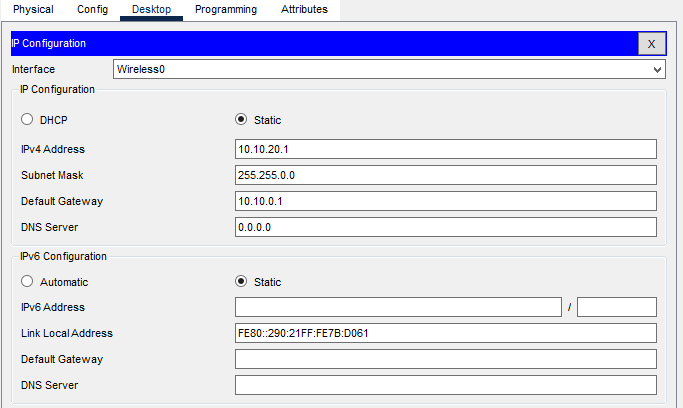 Physical Config Desktop Programming Attributes
IP Configuration X
Interface Wireless0
IP Configuration
DHCP Static
IPv4 Address 10.10.20.1
Subnet Mask 255.255.0.0
Default Gateway 10.10.0.1
DNS Server 0.0.0.0
IPv6 Configuration
Automatic Static
IPv6 Address /
Link Local Address FE80::290:21FF:FE7B:D061
Default Gateway
DNS Server